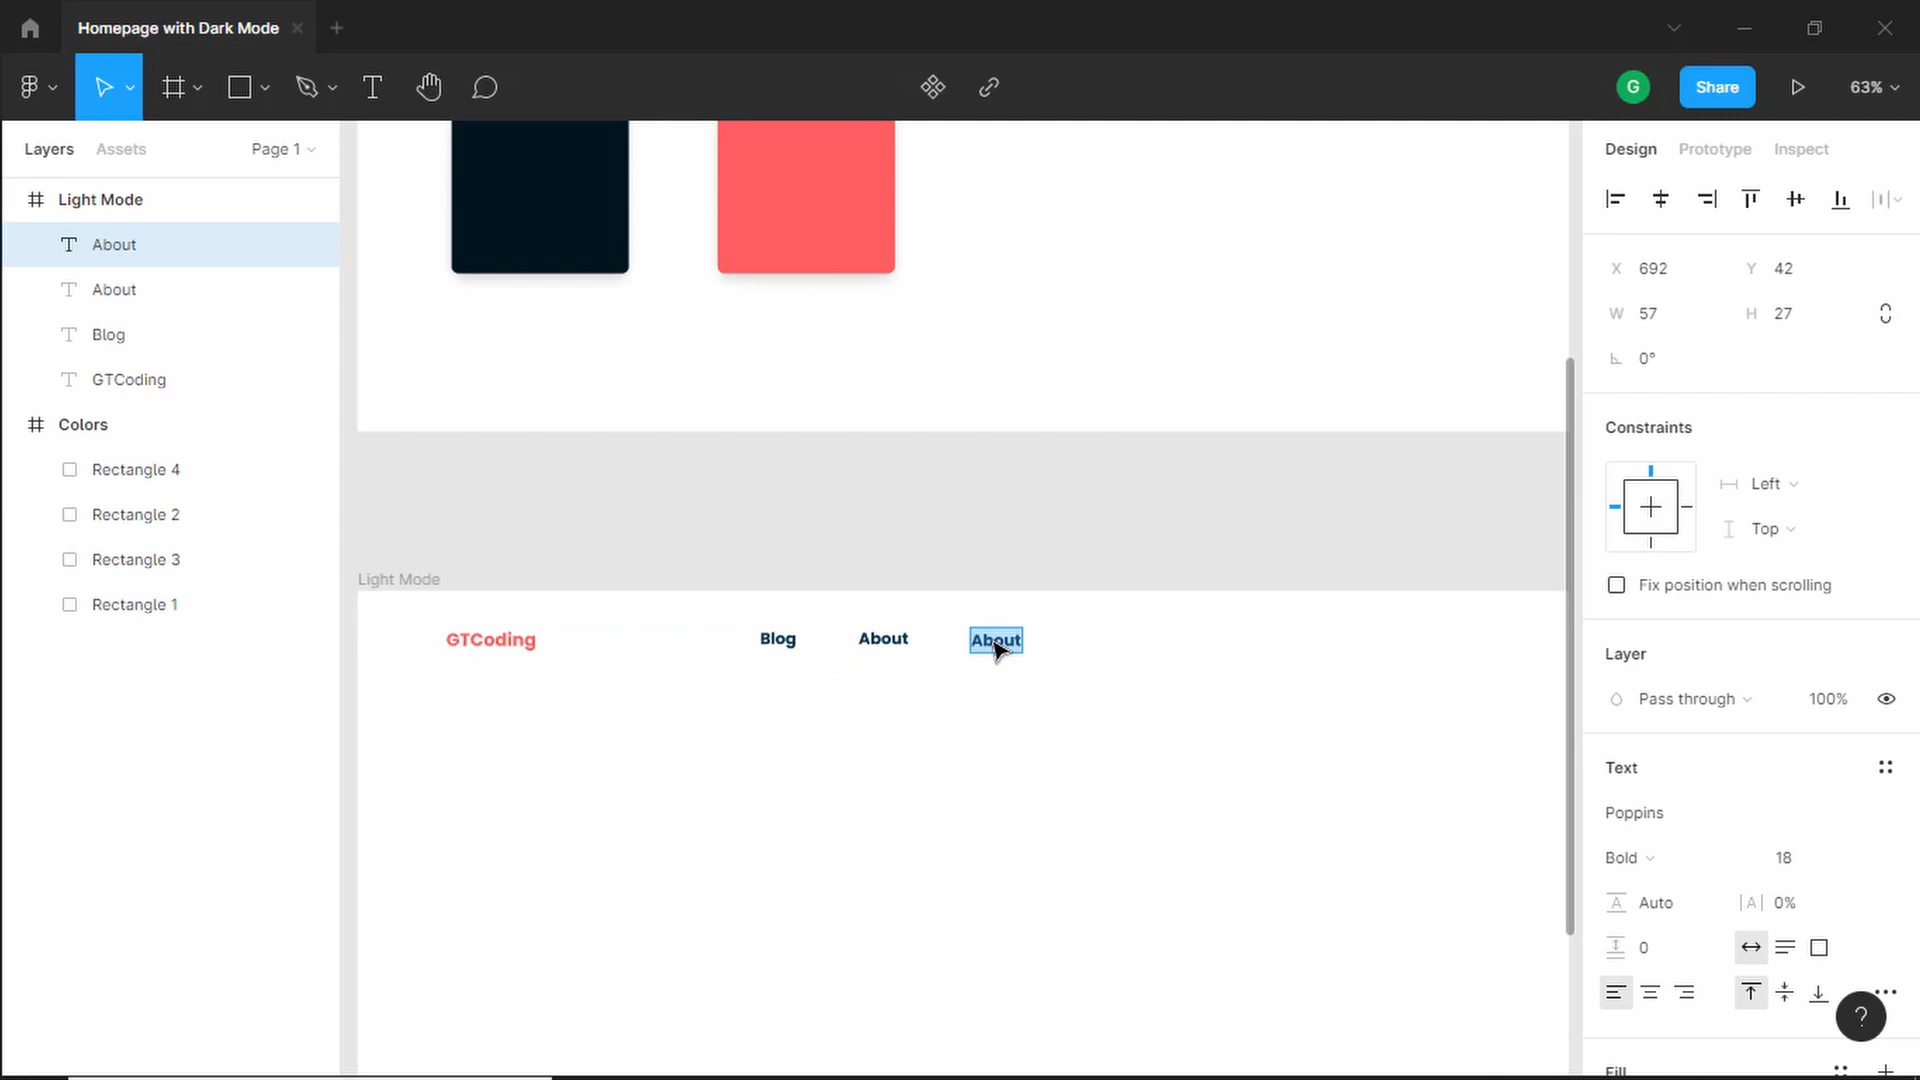 Homepage with Dark Mode
G
Share
63%
Layers
Assets
Page 1
Light Mode
About
About
Blog
GTCoding
Colors
Rectangle 4
Rectangle 2
Rectangle 3
Rectangle 1
Light Mode
GTCoding
Blog
About
About
Design
Prototype
Inspect
X 692
Y 42
W 57
H 27
0°
Constraints
Left
Top
Fix position when scrolling
Layer
Pass through
100%
Text
Poppins
Bold
18
A Auto
|A| 0%
0
?
Fill